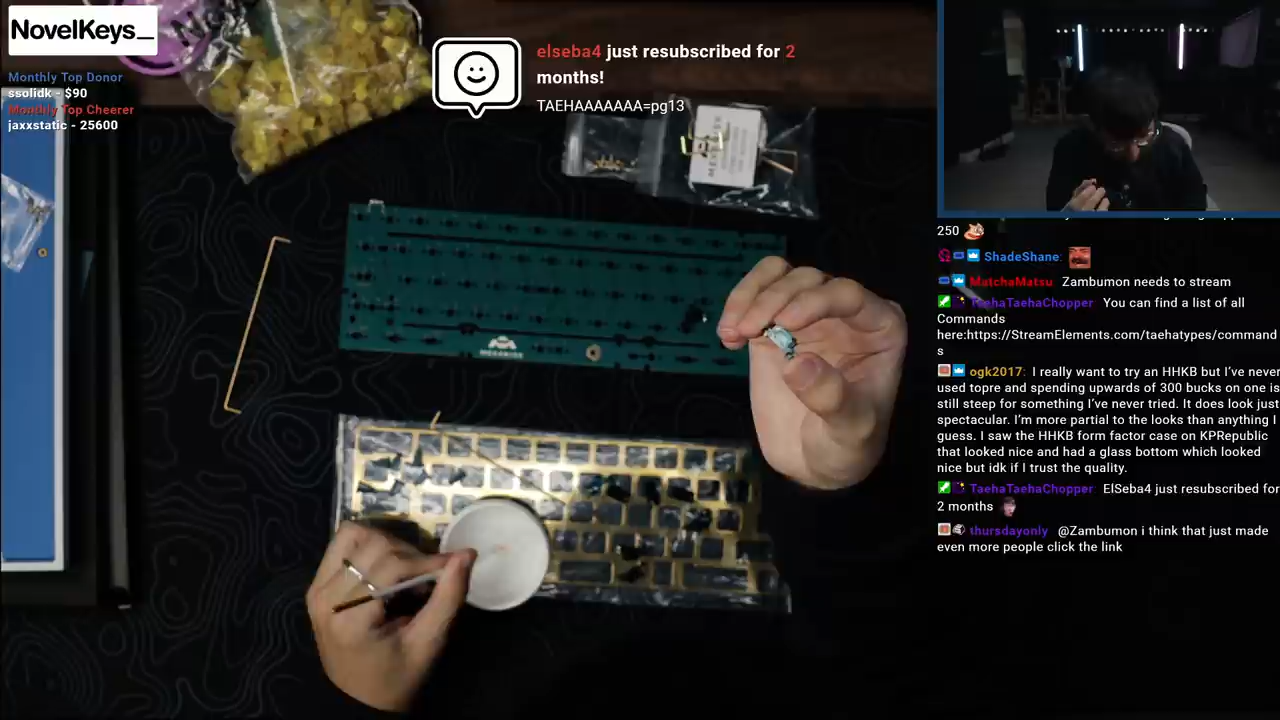 NovelKeys_
Monthly Top Donor
ssolidk - $90
Monthly Top Cheerer
jaxxstatic - 25600
elseba4 just resubscribed for 2
months!
TAEHAAAAAAA=pg13
250
ShadeShane:
MatchaMatsu Zambumon needs to stream
TaehaTaehaChopper: You can find a list of all
Commands
here:https://StreamElements.com/taehatypes/command
s
ogk2017: I really want to try an HHKB but I've never
used topre and spending upwards of 300 bucks on one is
still steep for something I've never tried. It does look just
spectacular. I'm more partial to the looks than anything I
guess. I saw the HHKB form factor case on KPRepublic
that looked nice and had a glass bottom which looked
nice but idk if I trust the quality.
TaehaTaehaChopper: ElSeba4 just resubscribed for
2 months
thursdayonly @Zambumon i think that just made
even more people click the link